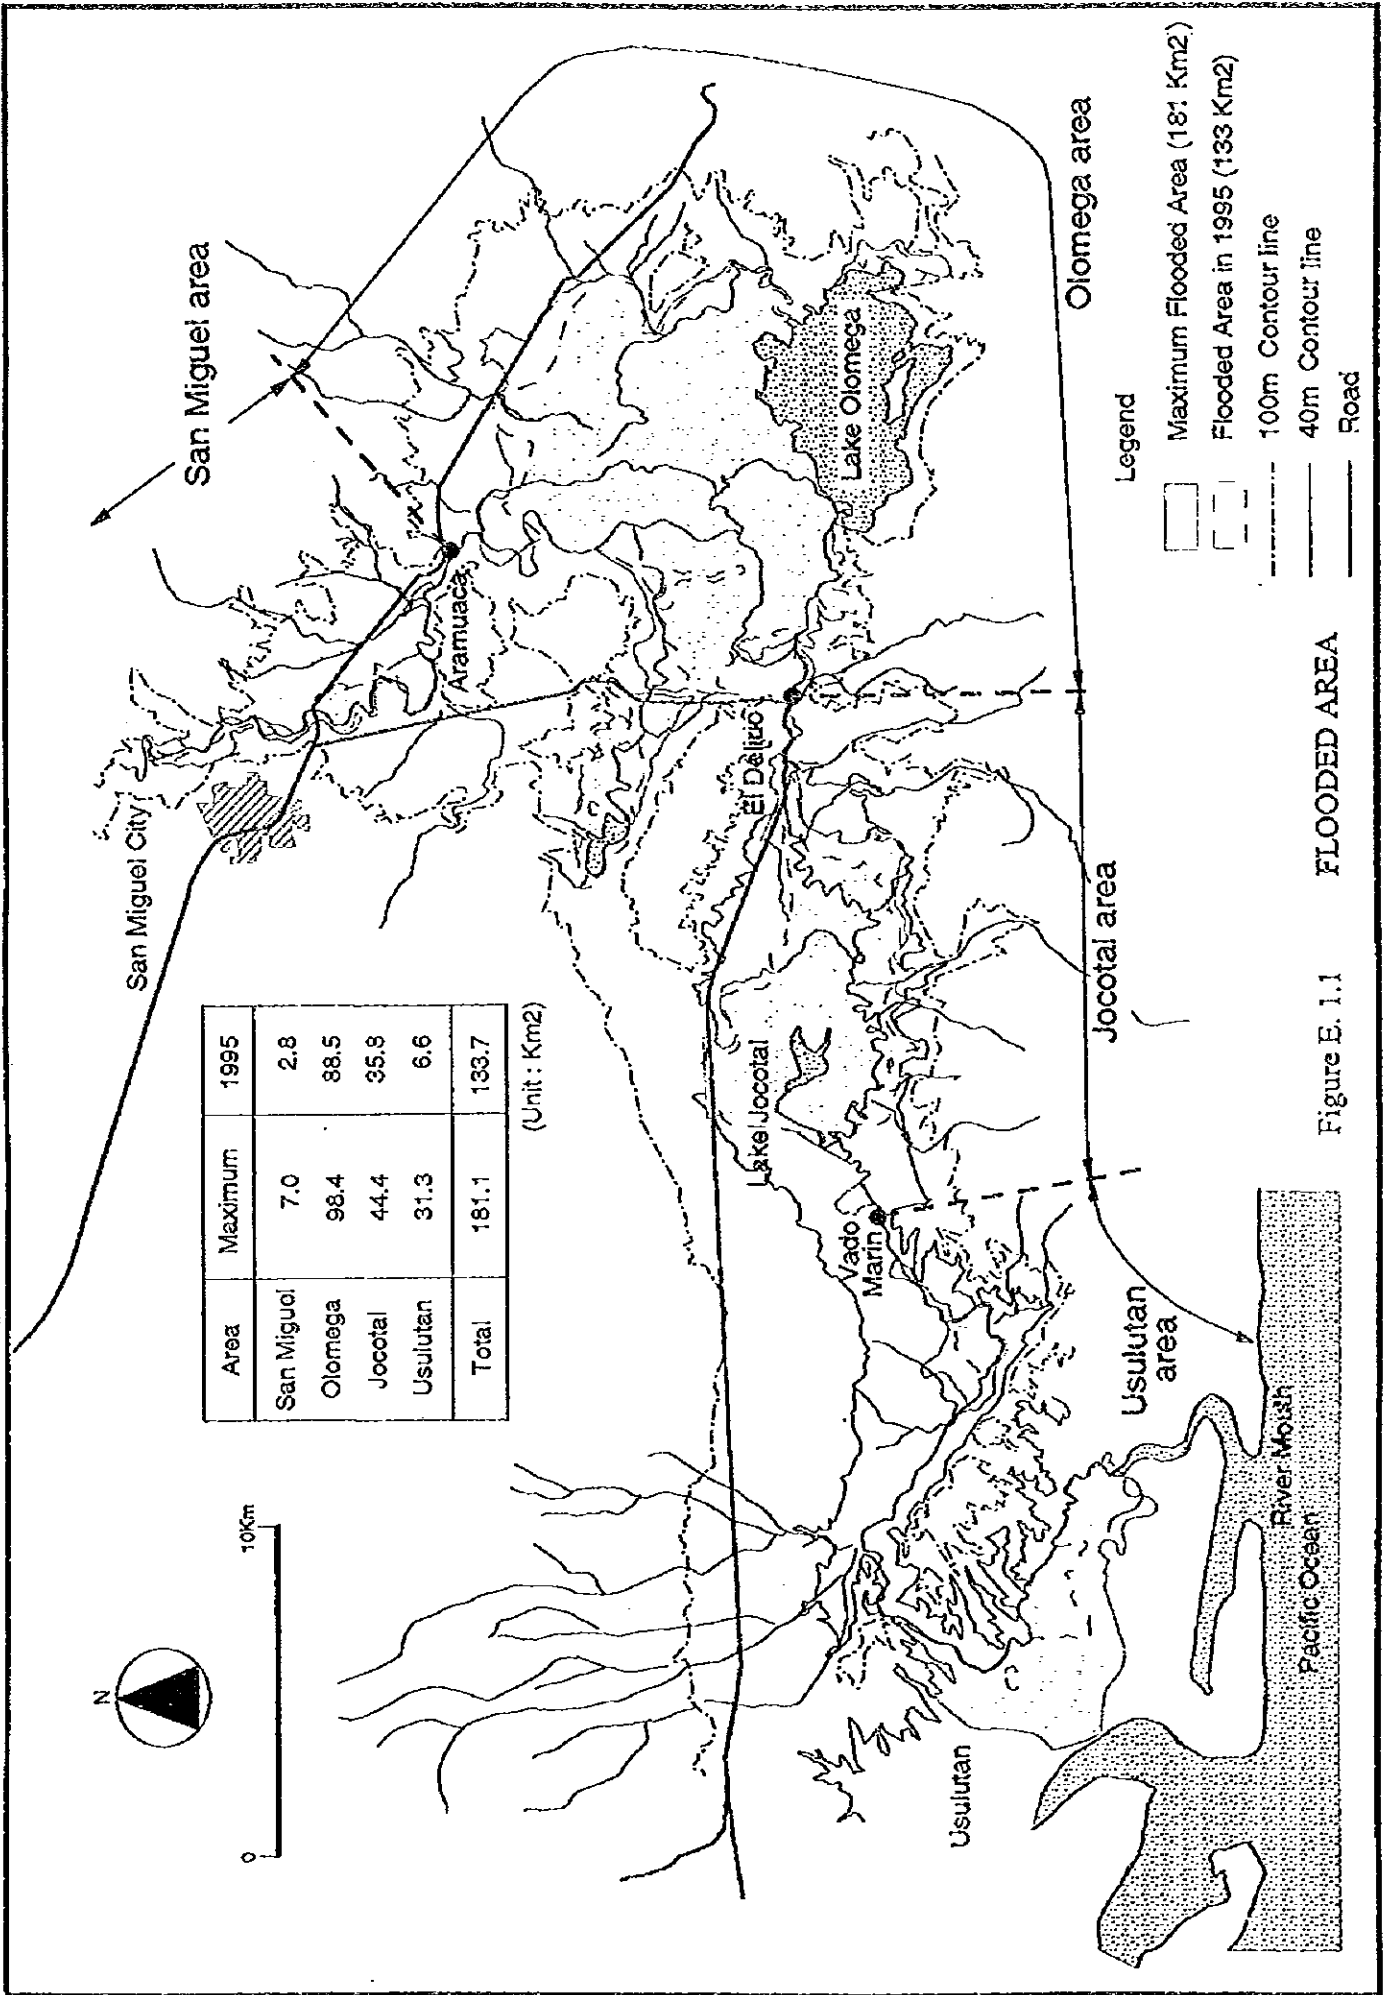 N
0 10Km
Area Maximum 1995
San Miguol 7.0 2.8
Olomega 98.4 88.5
Jocotal 44.4 35.8
Usulutan 31.3 6.6
Total 181.1 133.7
(Unit : Km2)
San Miguel area
San Miguel City
Aramuaca
El Delirio
Lake Olomega
Lake Jocotal
Vado
Marin
Usulutan
Usulutan
area
Jocotal area
Olomega area
River Mouth
Pacific Ocean
Legend
Maximum Flooded Area (181 Km2)
Flooded Area in 1995 (133 Km2)
100m Contour line
40m Contour line
Road
Figure E. 1.1 FLOODED AREA